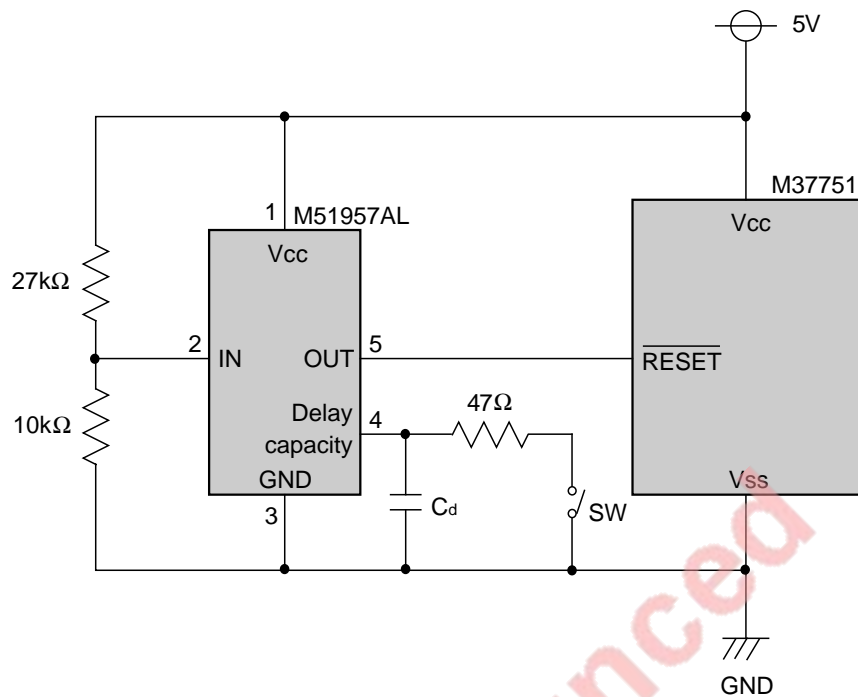 5V
M37751
1
M51957AL
Vcc
Vcc
27kΩ
2
IN
OUT
5
RESET
10kΩ
Delay
capacity
4
47Ω
GND
3
Cd
SW
Vss
GND